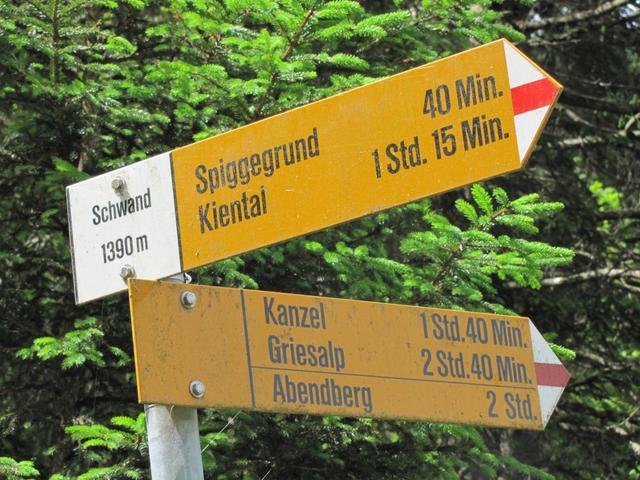 Schwand
1390 m
Spiggegrund 40 Min.
Kiental 1 Std. 15 Min.
Kanzel 1 Std. 40 Min.
Griesalp 2 Std. 40 Min.
Abendberg 2 Std.